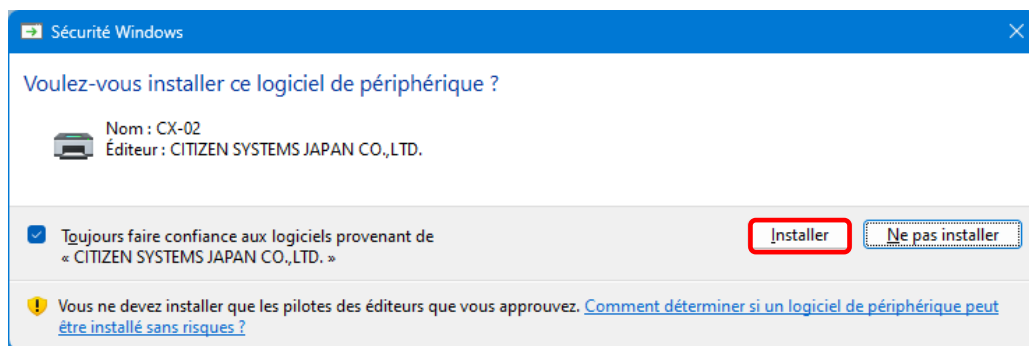 Sécurité Windows
Voulez-vous installer ce logiciel de périphérique ?
Nom : CX-02
Éditeur : CITIZEN SYSTEMS JAPAN CO.,LTD.
Toujours faire confiance aux logiciels provenant de
« CITIZEN SYSTEMS JAPAN CO.,LTD. »
Installer
Ne pas installer
Vous ne devez installer que les pilotes des éditeurs que vous approuvez. Comment déterminer si un logiciel de périphérique peut
être installé sans risques ?